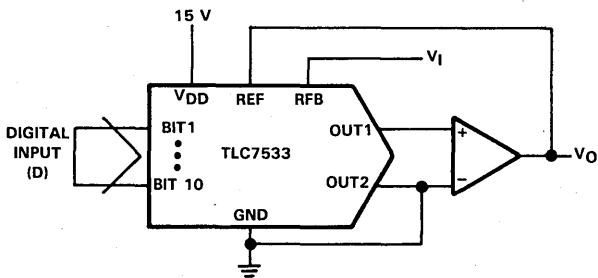 15 V
VDD REF RFB VI
DIGITAL
INPUT
(D)
BIT1
BIT 10
TLC7533
OUT1
OUT2
GND
+
−
VO